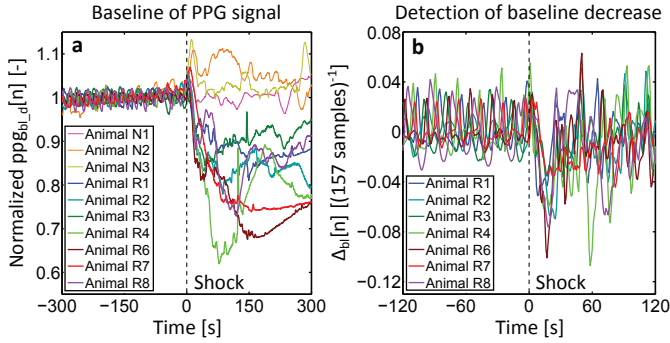 Baseline of PPG signal
a
Normalized ppg_bl_d[n] [-]
1.1
1
0.9
0.8
0.7
0.6
Animal N1
Animal N2
Animal N3
Animal R1
Animal R2
Animal R3
Animal R4
Animal R6
Animal R7
Animal R8
Shock
−300
−150
0
150
300
Time [s]
Detection of baseline decrease
b
Δ_bl[n] [(157 samples)^-1]
0.08
0.04
0
−0.04
−0.08
−0.12
Animal R1
Animal R2
Animal R3
Animal R4
Animal R6
Animal R7
Animal R8
Shock
−120
−60
0
60
120
Time [s]